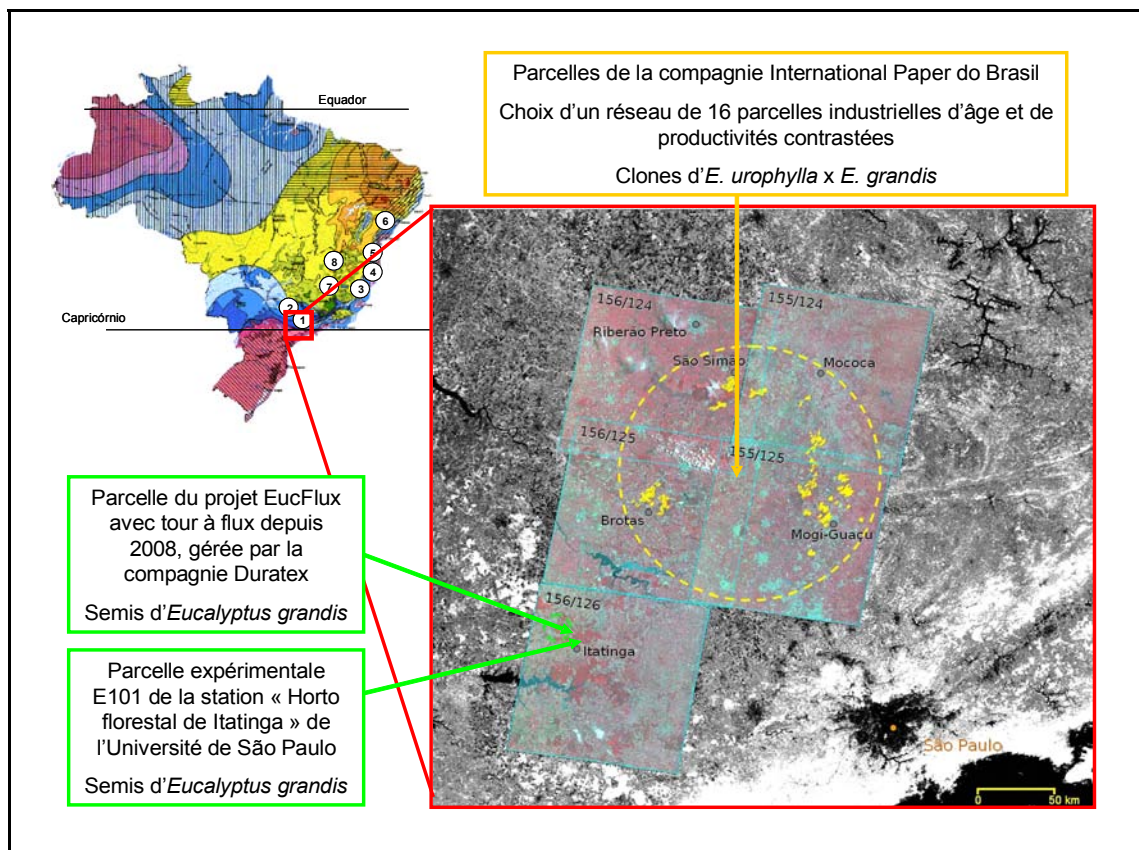 Parcelles de la compagnie International Paper do Brasil
Choix d'un réseau de 16 parcelles industrielles d'âge et de
productivités contrastées
Clones d'E. urophylla x E. grandis
Equador
Capricórnio
6
5
8
4
7
3
2
1
156/124
155/124
Riberão Preto
São Simão
Mococa
156/125
155/125
Brotas
Mogi-Guaçu
156/126
Itatinga
São Paulo
0
50 km
Parcelle du projet EucFlux
avec tour à flux depuis
2008, gérée par la
compagnie Duratex
Semis d'Eucalyptus grandis
Parcelle expérimentale
E101 de la station « Horto
florestal de Itatinga » de
l'Université de São Paulo
Semis d'Eucalyptus grandis